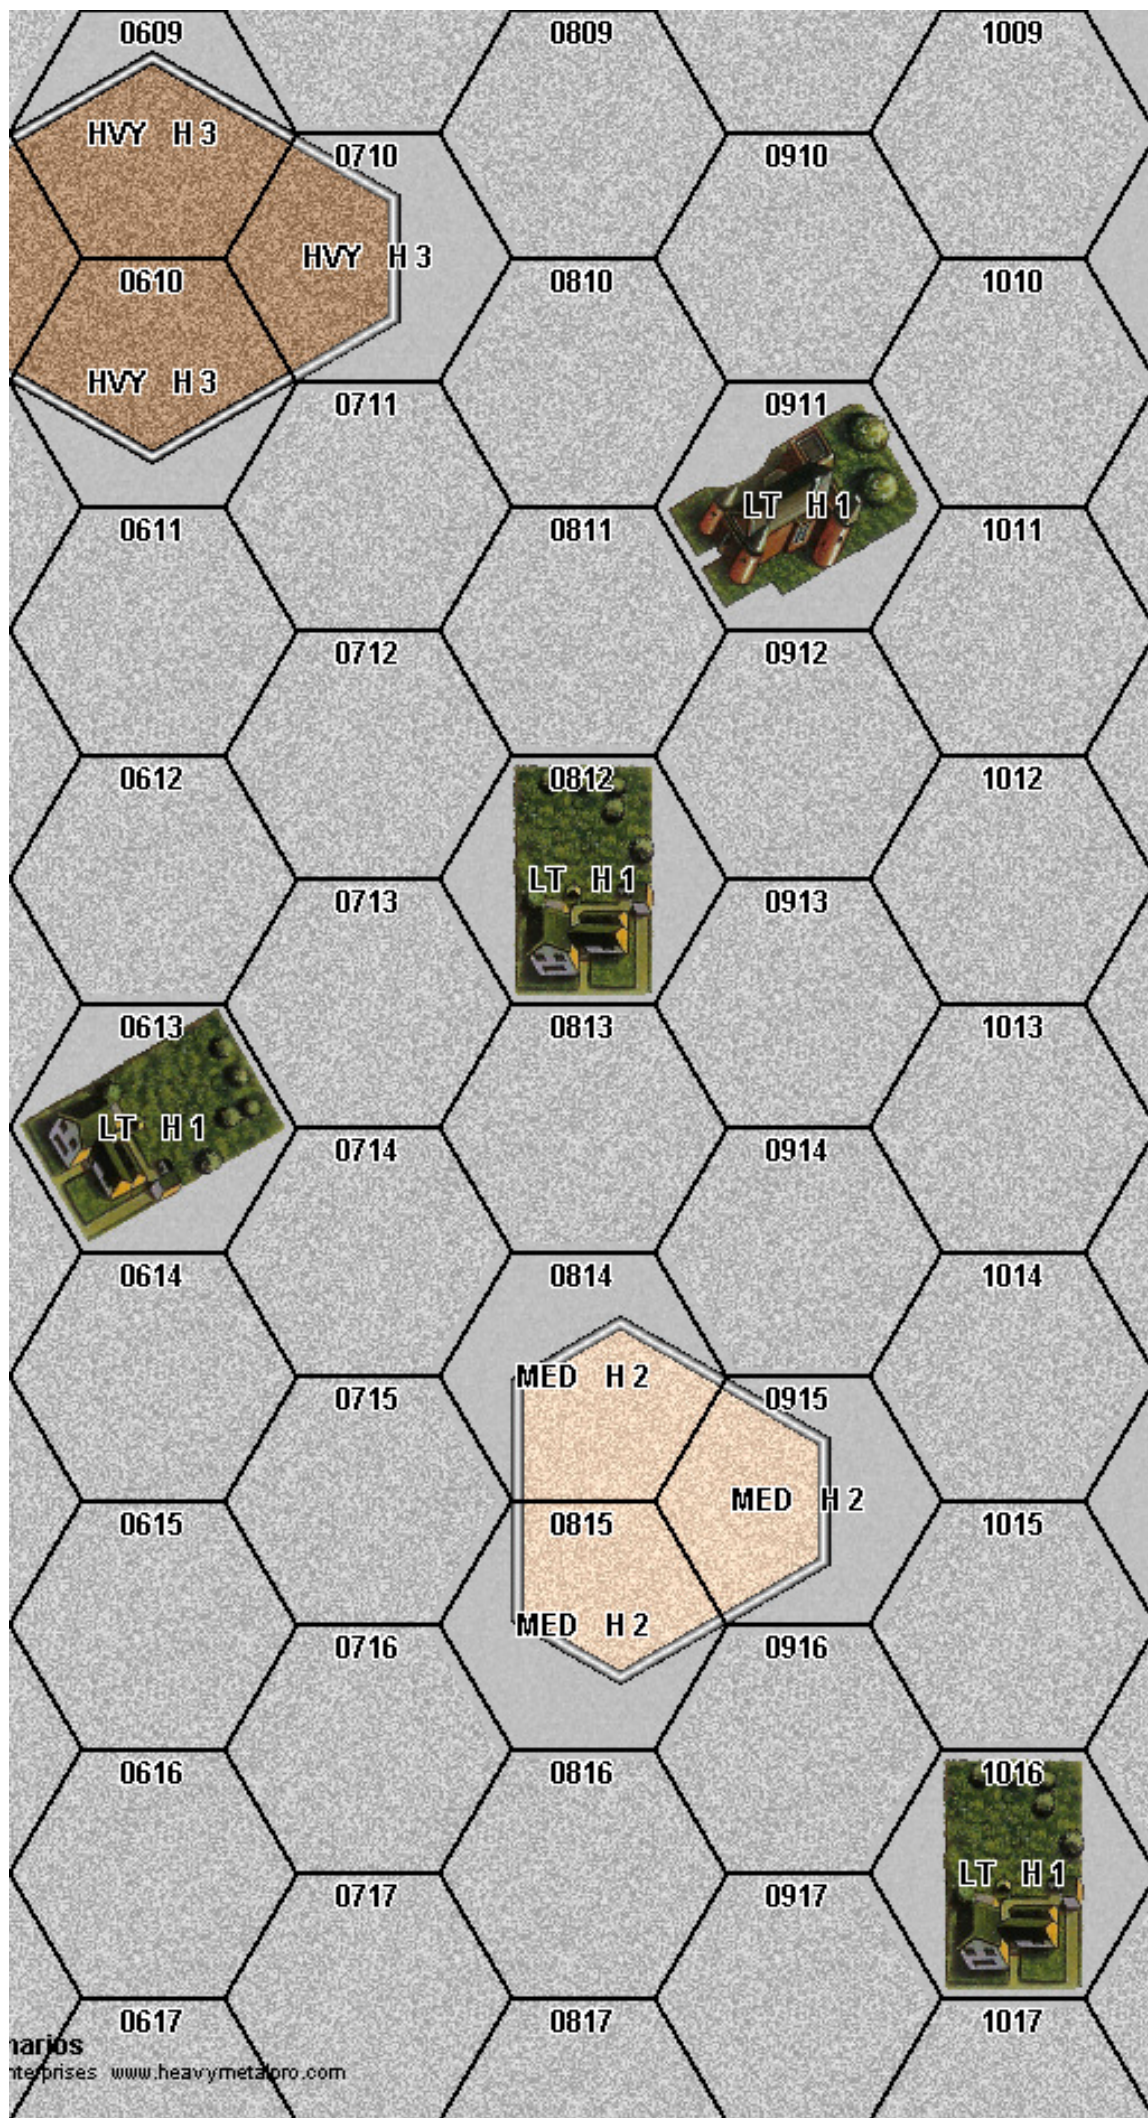 0609 0809 1009
HVY H 3 0710 0910
HVY H 3
0610 0810 1010
HVY H 3 0711 0911
LT H 1
0611 0811 1011
0712 0912
0612 0812 1012
LT H 1
0713 0913
0613 0813 1013
LT H 1
0714 0914
0614 0814 1014
MED H 2
0715 0915
MED H 2
0615 0815 1015
MED H 2
0716 0916
0616 0816 1016
LT H 1
0717 0917
0617 0817 1017
narios
nterprises www.heavymetalpro.com